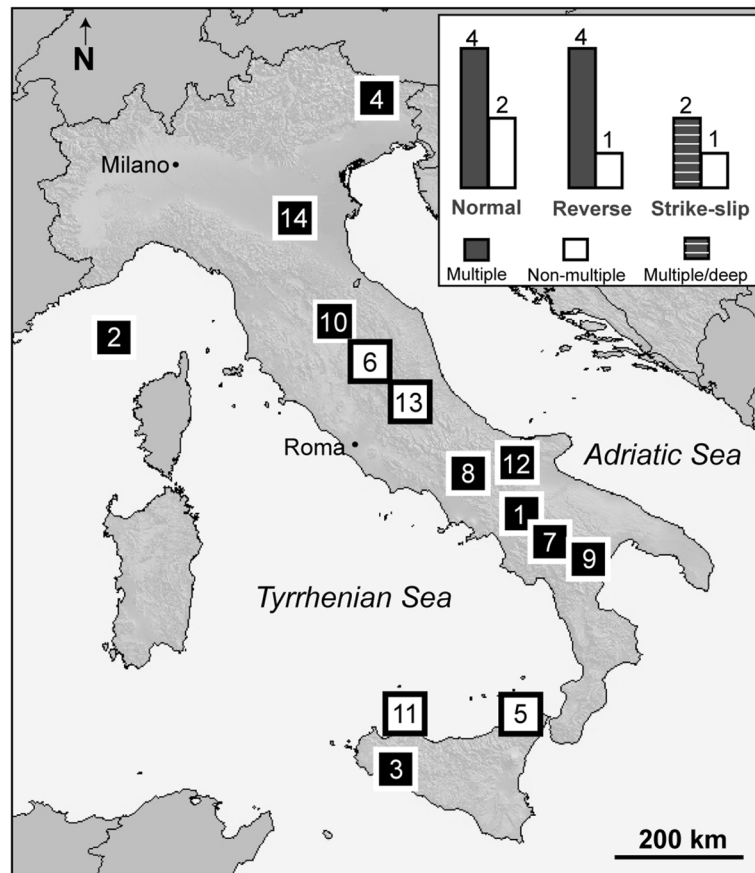 N
4
4
2
1
2
1
Normal
Reverse
Strike-slip
Multiple
Non-multiple
Multiple/deep
4
Milano
14
2
10
6
13
Roma
Adriatic Sea
8
12
1
7
9
Tyrrhenian Sea
11
5
3
200 km